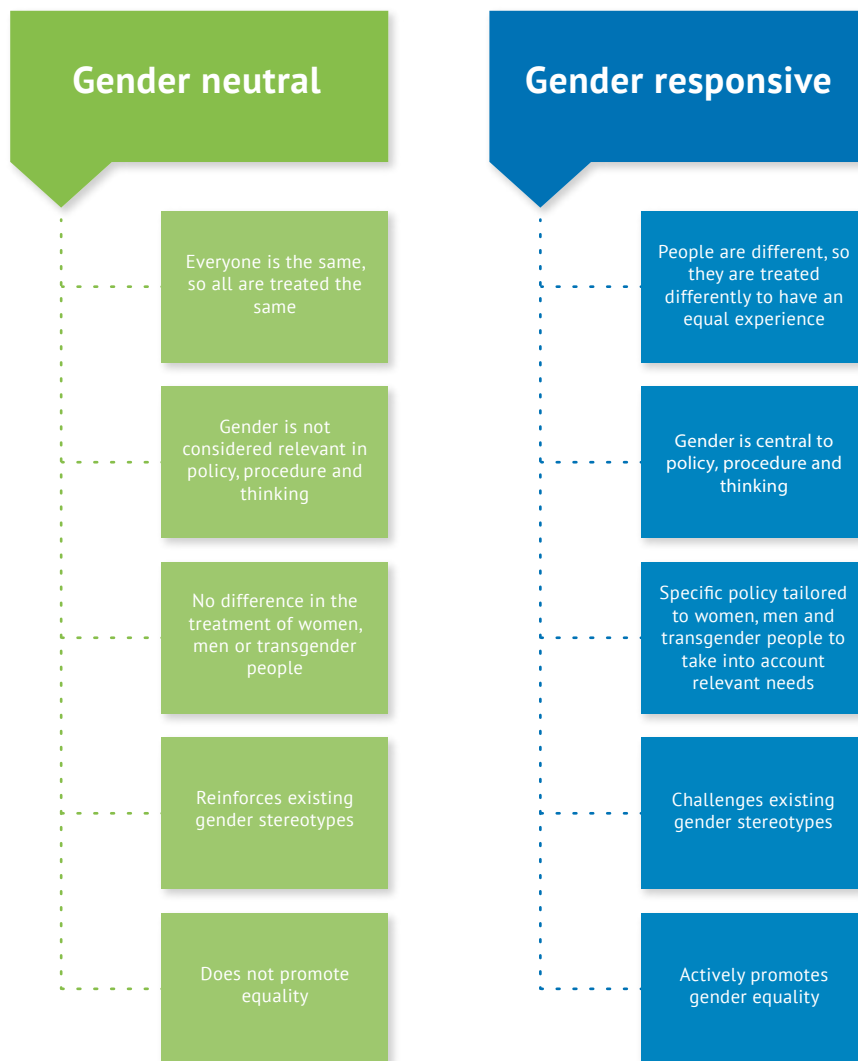 Gender neutral
Everyone is the same,
so all are treated the
same
Gender is not
considered relevant in
policy, procedure and
thinking
No difference in the
treatment of women,
men or transgender
people
Reinforces existing
gender stereotypes
Does not promote
equality
Gender responsive
People are different, so
they are treated
differently to have an
equal experience
Gender is central to
policy, procedure and
thinking
Specific policy tailored
to women, men and
transgender people to
take into account
relevant needs
Challenges existing
gender stereotypes
Actively promotes
gender equality